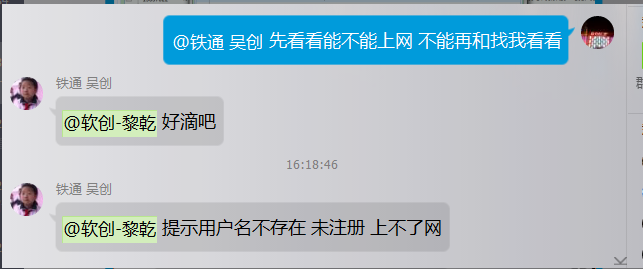 @铁通 吴创 先看看能不能上网 不能再和找我看看
铁通 吴创
@软创-黎乾 好滴吧
16:18:46
铁通 吴创
@软创-黎乾 提示用户名不存在 未注册 上不了网